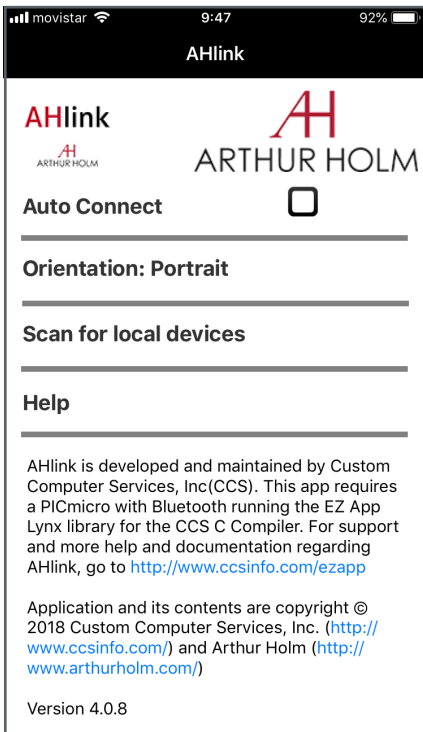 movistar 9:47 92%
AHlink
AHlink
AH
ARTHUR HOLM
AH
ARTHUR HOLM
Auto Connect
Orientation: Portrait
Scan for local devices
Help
AHlink is developed and maintained by Custom
Computer Services, Inc(CCS). This app requires
a PICmicro with Bluetooth running the EZ App
Lynx library for the CCS C Compiler. For support
and more help and documentation regarding
AHlink, go to http://www.ccsinfo.com/ezapp
Application and its contents are copyright ©
2018 Custom Computer Services, Inc. (http://
www.ccsinfo.com/) and Arthur Holm (http://
www.arthurholm.com/)
Version 4.0.8